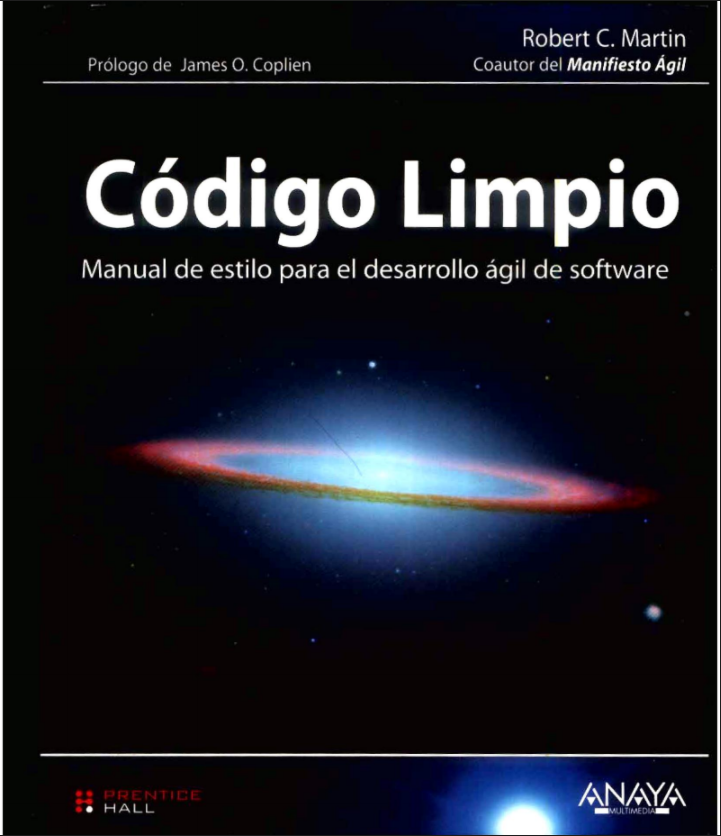 Robert C. Martin
Prólogo de James O. Coplien
Coautor del Manifiesto Ágil
Código Limpio
Manual de estilo para el desarrollo ágil de software
PRENTICE
HALL
ANAYA
MULTIMEDIA